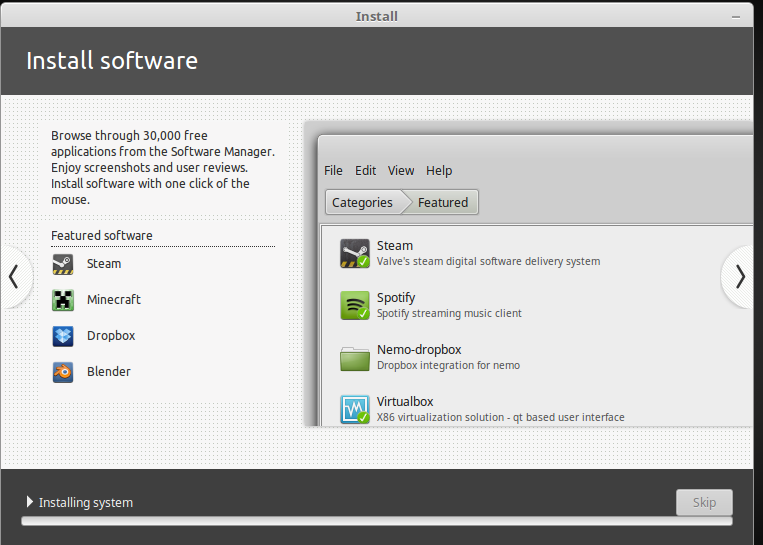 Install
Install software
Browse through 30,000 free
applications from the Software Manager.
Enjoy screenshots and user reviews.
Install software with one click of the
mouse.
Featured software
Steam
Minecraft
Dropbox
Blender
File Edit View Help
Categories Featured
Steam
Valve's steam digital software delivery system
Spotify
Spotify streaming music client
Nemo-dropbox
Dropbox integration for nemo
Virtualbox
X86 virtualization solution - qt based user interface
Installing system
Skip